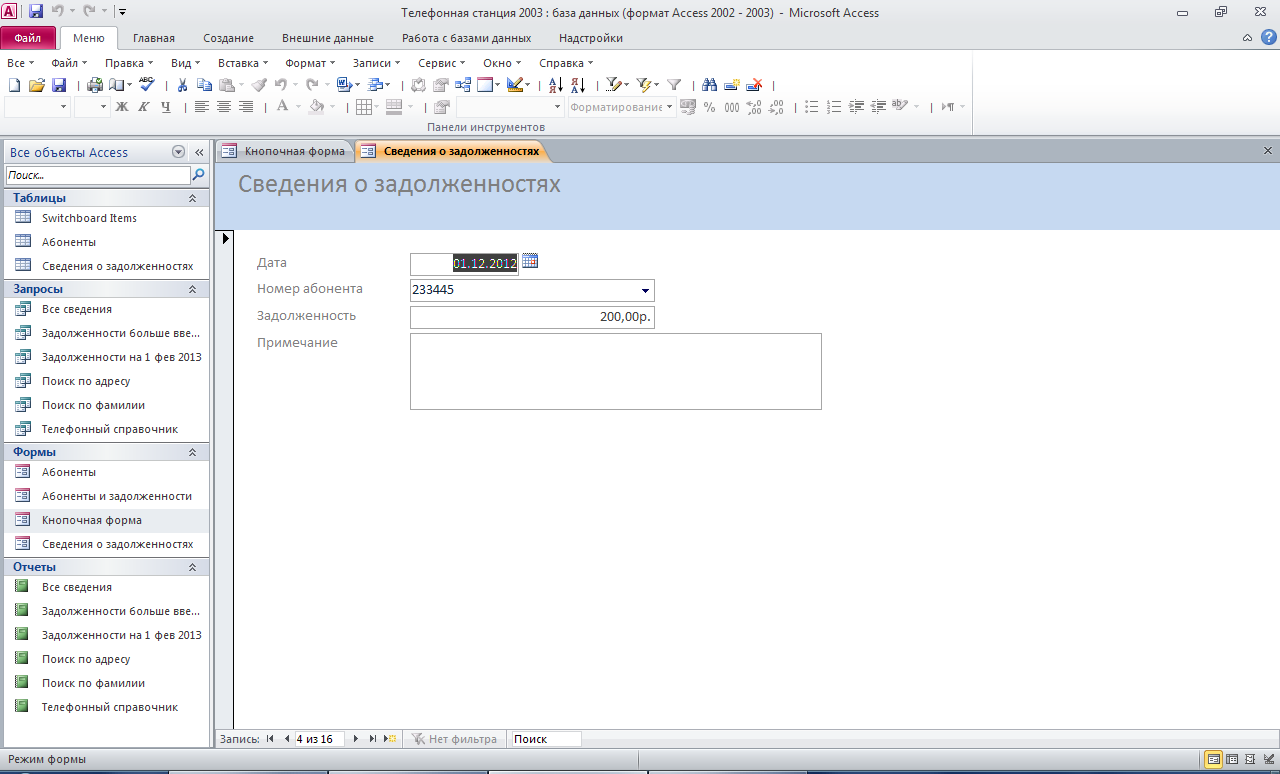 Телефонная станция 2003 : база данных (формат Access 2002 - 2003) - Microsoft Access
Файл Меню Главная Создание Внешние данные Работа с базами данных Надстройки
Все Файл Правка Вид Вставка Формат Записи Сервис Окно Справка
Ж К Ч А Форматирование % 000
Панели инструментов
Все объекты Access
Поиск...
Таблицы
Switchboard Items
Абоненты
Сведения о задолженностях
Запросы
Все сведения
Задолженности больше вве...
Задолженности на 1 фев 2013
Поиск по адресу
Поиск по фамилии
Телефонный справочник
Формы
Абоненты
Абоненты и задолженности
Кнопочная форма
Сведения о задолженностях
Отчеты
Все сведения
Задолженности больше вве...
Задолженности на 1 фев 2013
Поиск по адресу
Поиск по фамилии
Телефонный справочник
Кнопочная форма Сведения о задолженностях
Сведения о задолженностях
Дата 01.12.2012
Номер абонента 233445
Задолженность 200,00р.
Примечание
Запись: 4 из 16 Нет фильтра Поиск
Режим формы